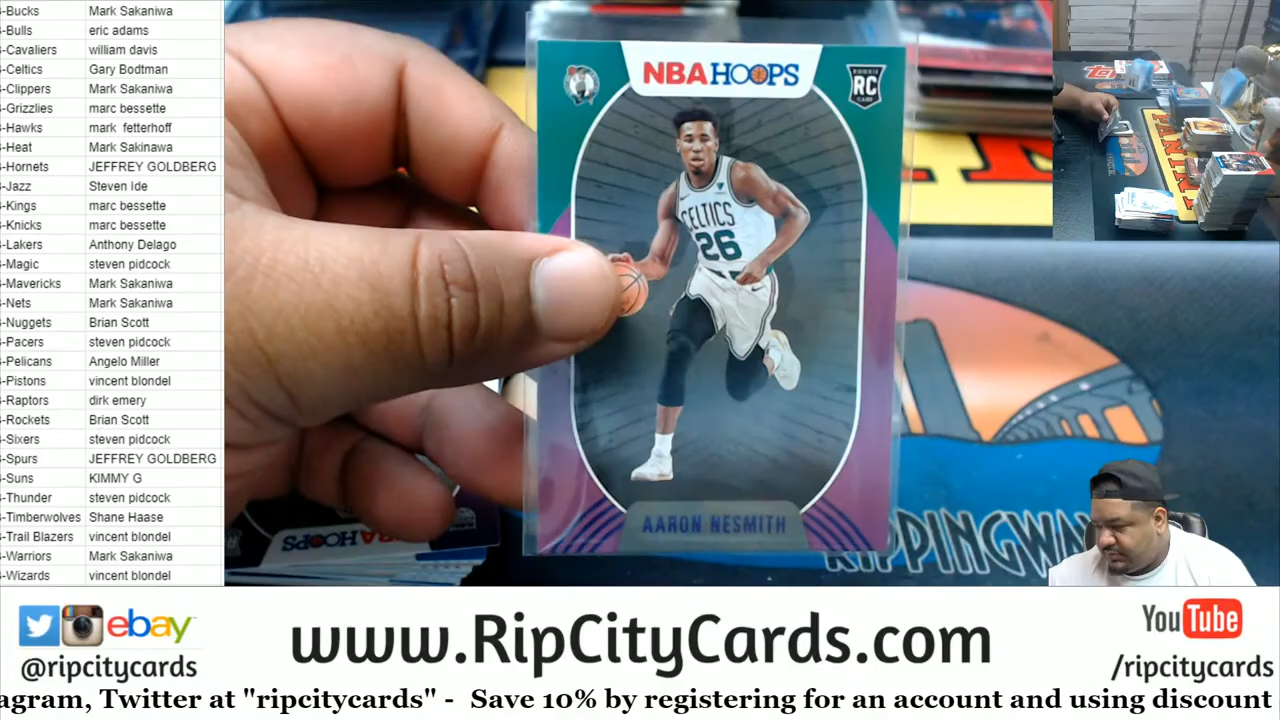 -Bucks Mark Sakaniwa
-Bulls eric adams
-Cavaliers william davis
-Celtics Gary Bodtman
-Clippers Mark Sakaniwa
-Grizzlies marc bessette
-Hawks mark fetterhoff
-Heat Mark Sakinawa
-Hornets JEFFREY GOLDBERG
-Jazz Steven Ide
-Kings marc bessette
-Knicks marc bessette
-Lakers Anthony Delago
-Magic steven pidcock
-Mavericks Mark Sakaniwa
-Nets Mark Sakaniwa
-Nuggets Brian Scott
-Pacers steven pidcock
-Pelicans Angelo Miller
-Pistons vincent blondel
-Raptors dirk emery
-Rockets Brian Scott
-Sixers steven pidcock
-Spurs JEFFREY GOLDBERG
-Suns KIMMY G
-Thunder steven pidcock
-Timberwolves Shane Haase
-Trail Blazers vincent blondel
-Warriors Mark Sakaniwa
-Wizards vincent blondel
NBA HOOPS
RC
CELTICS
26
AARON NESMITH
NBA HOOPS
RIPPINGWA
PANINI
ebay
@ripcitycards
www.RipCityCards.com
YouTube
/ripcitycards
agram, Twitter at "ripcitycards" - Save 10% by registering for an account and using discount